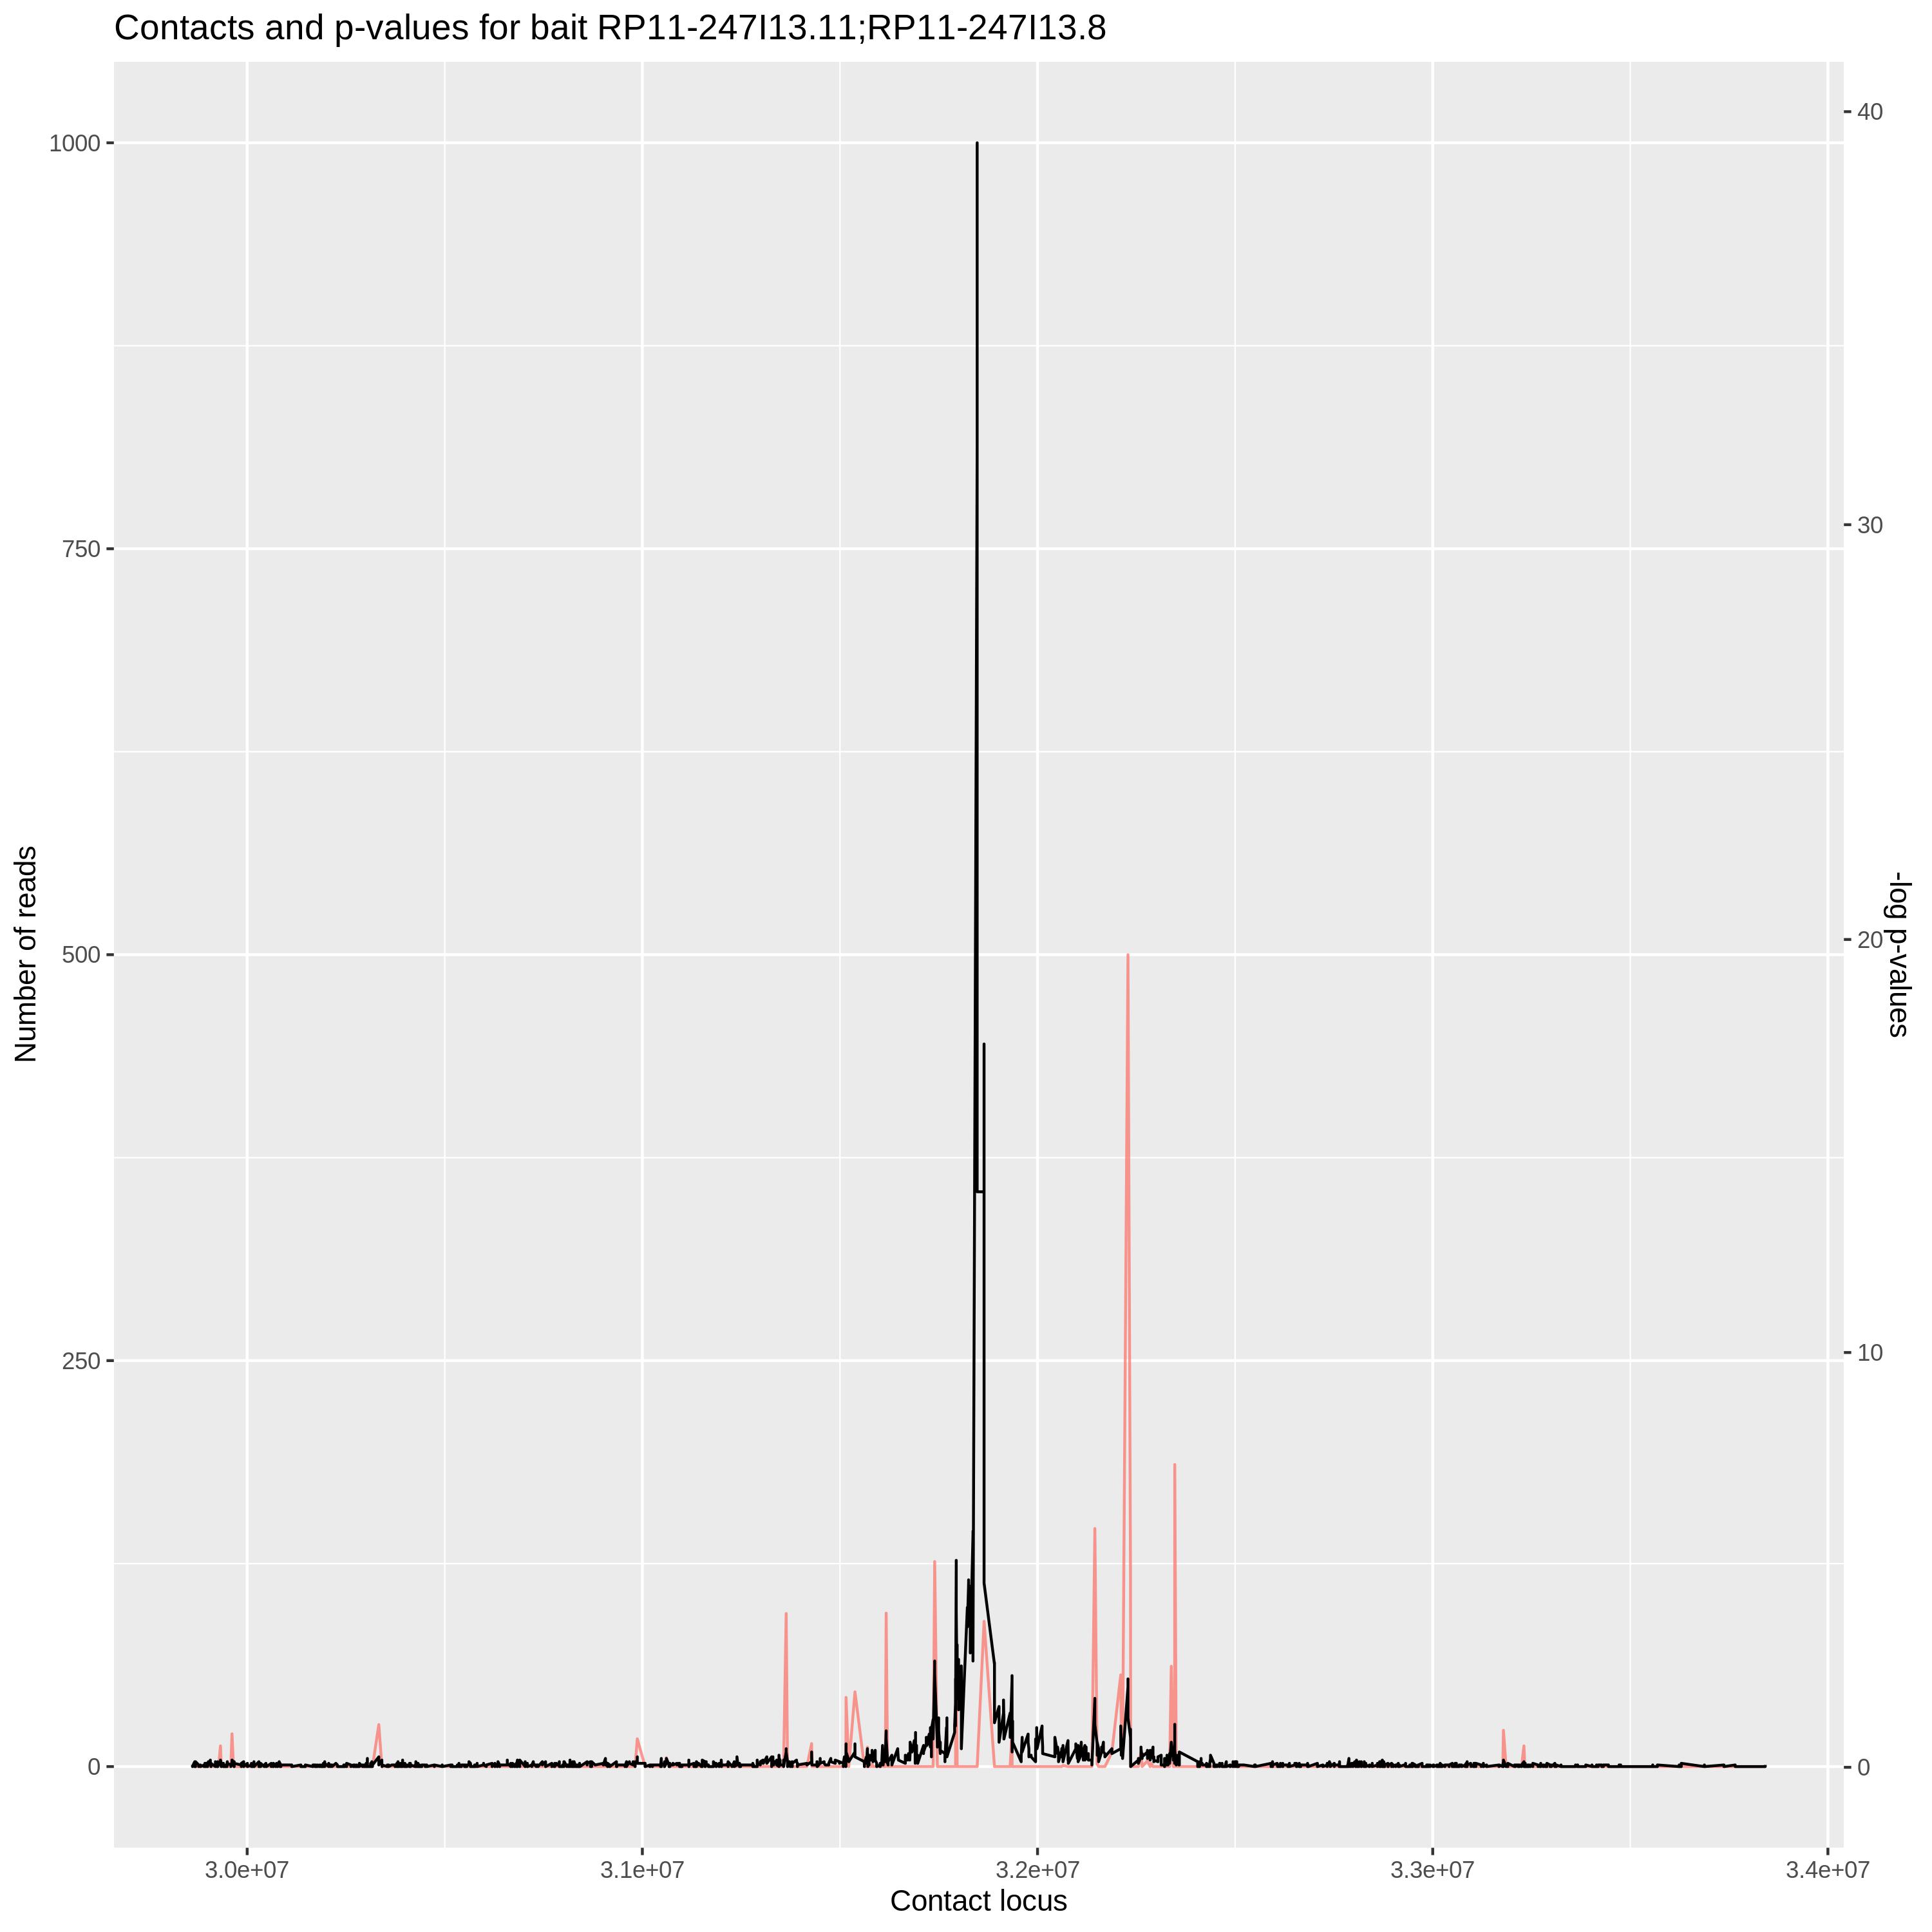 Contacts and p-values for bait RP11-247I13.11;RP11-247I13.8
1000
750
500
250
0
Number of reads
40
30
20
10
0
-log p-values
3.0e+07
3.1e+07
3.2e+07
3.3e+07
3.4e+07
Contact locus